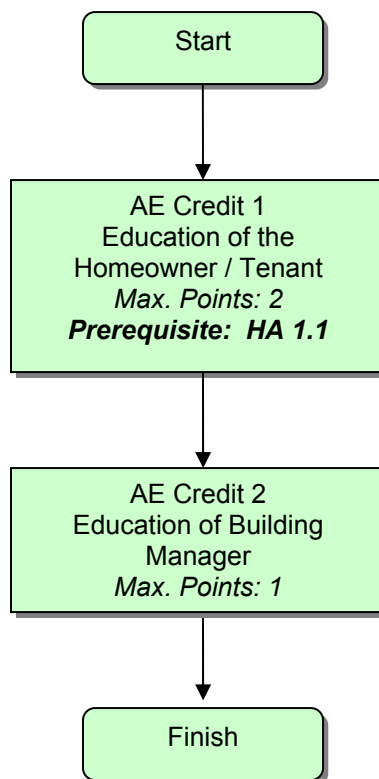 Start
AE Credit 1
Education of the
Homeowner / Tenant
Max. Points: 2
Prerequisite: HA 1.1
AE Credit 2
Education of Building
Manager
Max. Points: 1
Finish